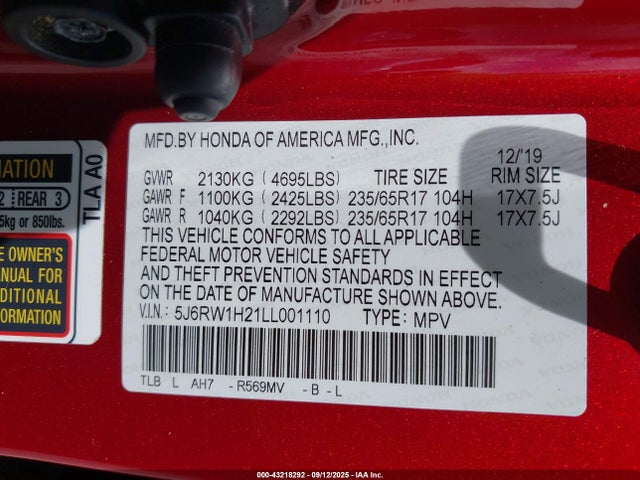 MFD.BY HONDA OF AMERICA MFG.,INC.
12/'19
GVWR 2130KG (4695LBS) TIRE SIZE RIM SIZE
GAWR F 1100KG (2425LBS) 235/65R17 104H 17X7.5J
GAWR R 1040KG (2292LBS) 235/65R17 104H 17X7.5J
THIS VEHICLE CONFORMS TO ALL APPLICABLE
FEDERAL MOTOR VEHICLE SAFETY
AND THEFT PREVENTION STANDARDS IN EFFECT
ON THE DATE OF MANUFACTURE SHOWN ABOVE.
V.I.N.: 5J6RW1H21LL001110 TYPE: MPV
TLB L AH7 -R569MV -B-L
MATION
2 REAR 3
5kg or 850lbs.
E OWNER'S
ANUAL FOR
DITIONAL
ORMATION
TLA A0
000-43218292 - 09/12/2025 - IAA Inc.